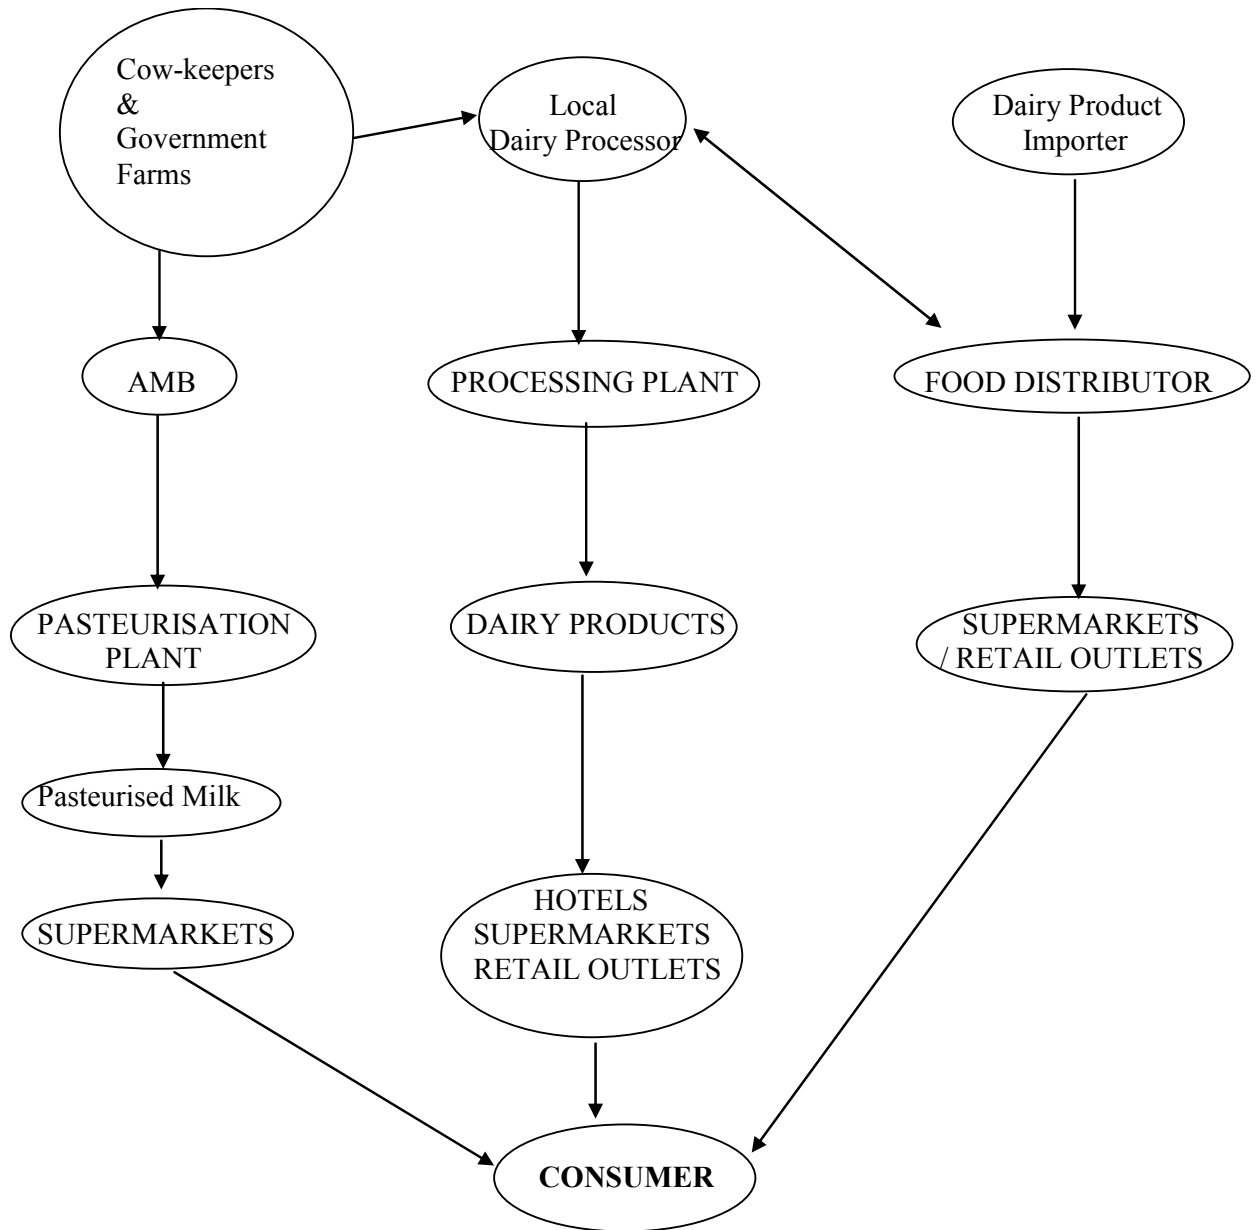 Cow-keepers
&
Government
Farms
Local
Dairy Processor
Dairy Product
Importer
AMB
PROCESSING PLANT
FOOD DISTRIBUTOR
PASTEURISATION
PLANT
DAIRY PRODUCTS
SUPERMARKETS
/ RETAIL OUTLETS
Pasteurised Milk
SUPERMARKETS
HOTELS
SUPERMARKETS
RETAIL OUTLETS
CONSUMER